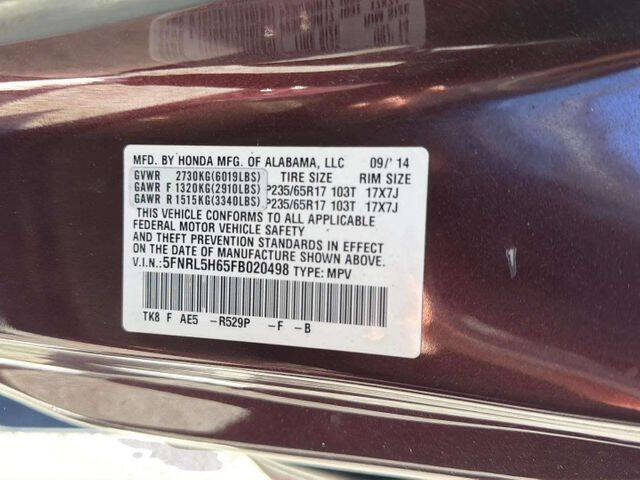 MFD. BY HONDA MFG. OF ALABAMA, LLC 09/'14
GVWR 2730KG(6019LBS) TIRE SIZE RIM SIZE
GAWR F 1320KG(2910LBS) P235/65R17 103T 17X7J
GAWR R 1515KG(3340LBS) P235/65R17 103T 17X7J
THIS VEHICLE CONFORMS TO ALL APPLICABLE
FEDERAL MOTOR VEHICLE SAFETY
AND THEFT PREVENTION STANDARDS IN EFFECT
ON THE DATE OF MANUFACTURE SHOWN ABOVE.
V.I.N.:5FNRL5H65FB020498 TYPE: MPV
TK8 F AE5 -R529P -F -B